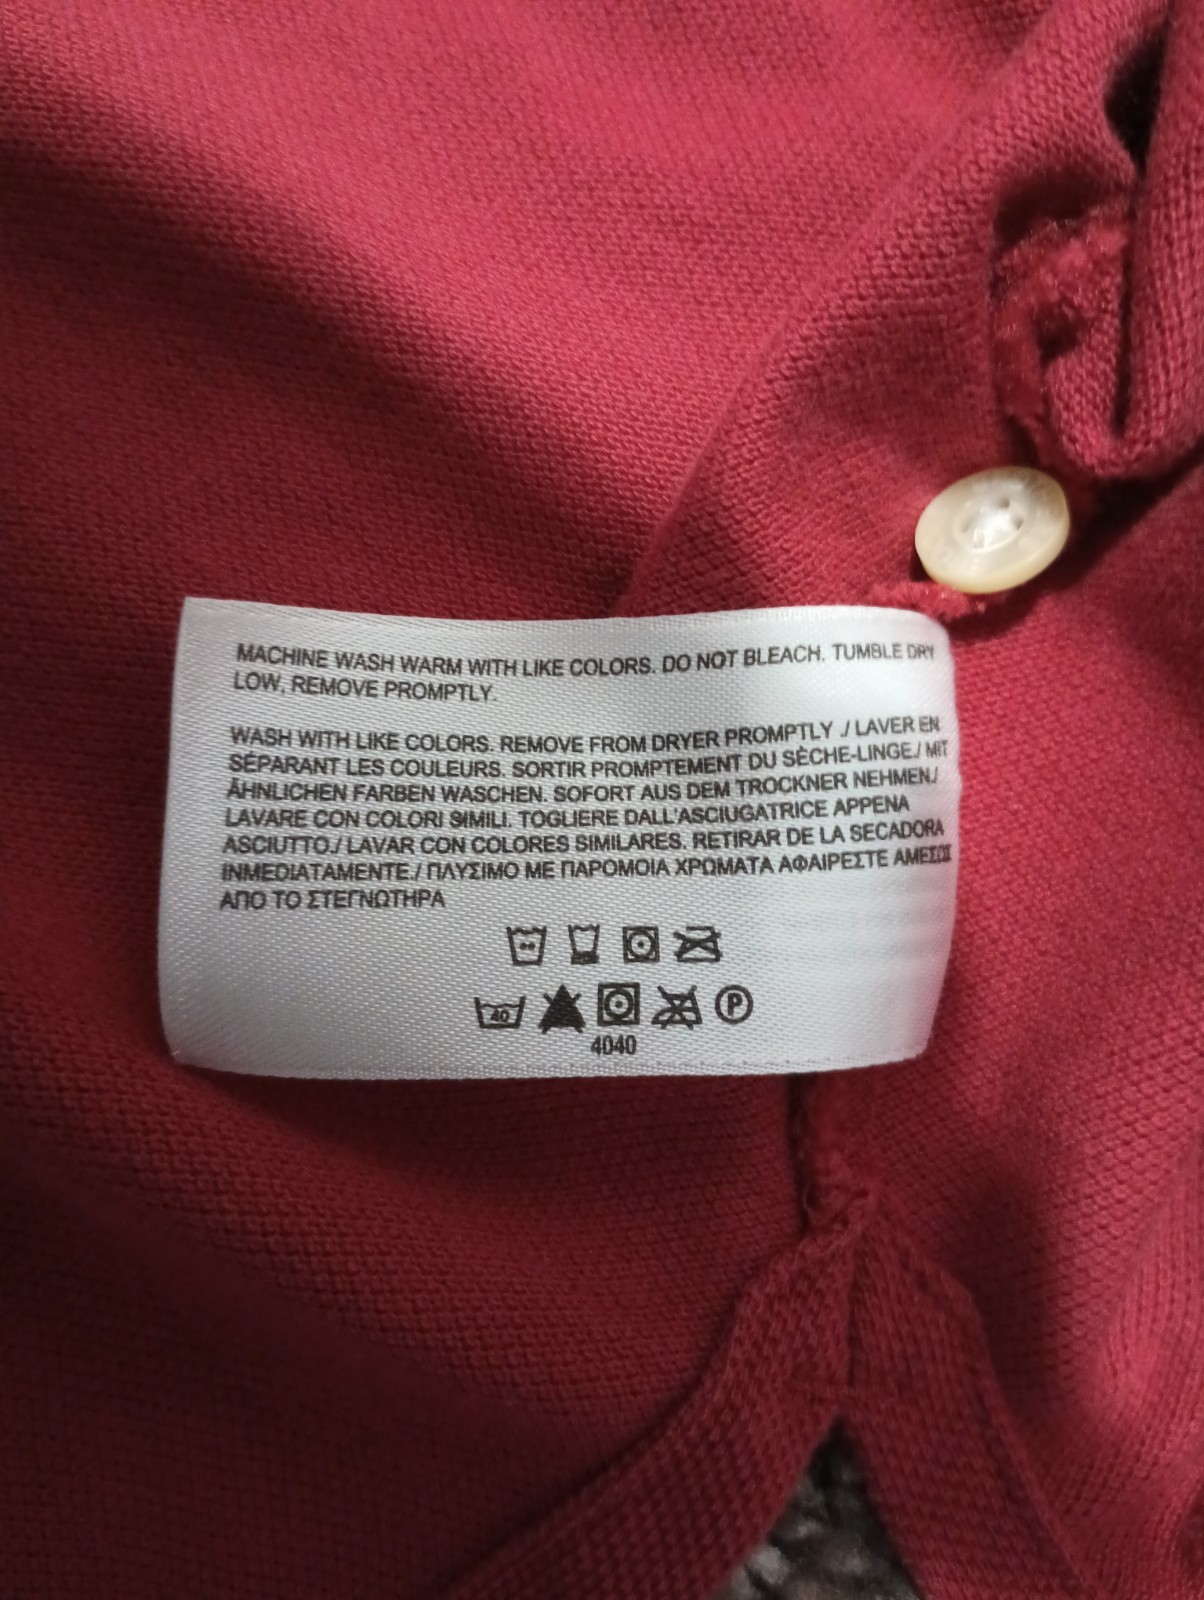 MACHINE WASH WARM WITH LIKE COLORS. DO NOT BLEACH. TUMBLE DRY
LOW, REMOVE PROMPTLY.
WASH WITH LIKE COLORS. REMOVE FROM DRYER PROMPTLY ./ LAVER EN
SÉPARANT LES COULEURS. SORTIR PROMPTEMENT DU SÈCHE-LINGE./ MIT
ÄHNLICHEN FARBEN WASCHEN. SOFORT AUS DEM TROCKNER NEHMEN./
LAVARE CON COLORI SIMILI. TOGLIERE DALL'ASCIUGATRICE APPENA
ASCIUTTO./ LAVAR CON COLORES SIMILARES. RETIRAR DE LA SECADORA
INMEDIATAMENTE./ ΠΛΥΣΙΜΟ ΜΕ ΠΑΡΟΜΟΙΑ ΧΡΩΜΑΤΑ ΑΦΑΙΡΕΣΤΕ ΑΜΕΣΩΣ
ΑΠΟ ΤΟ ΣΤΕΓΝΩΤΗΡΑ
40 P
4040